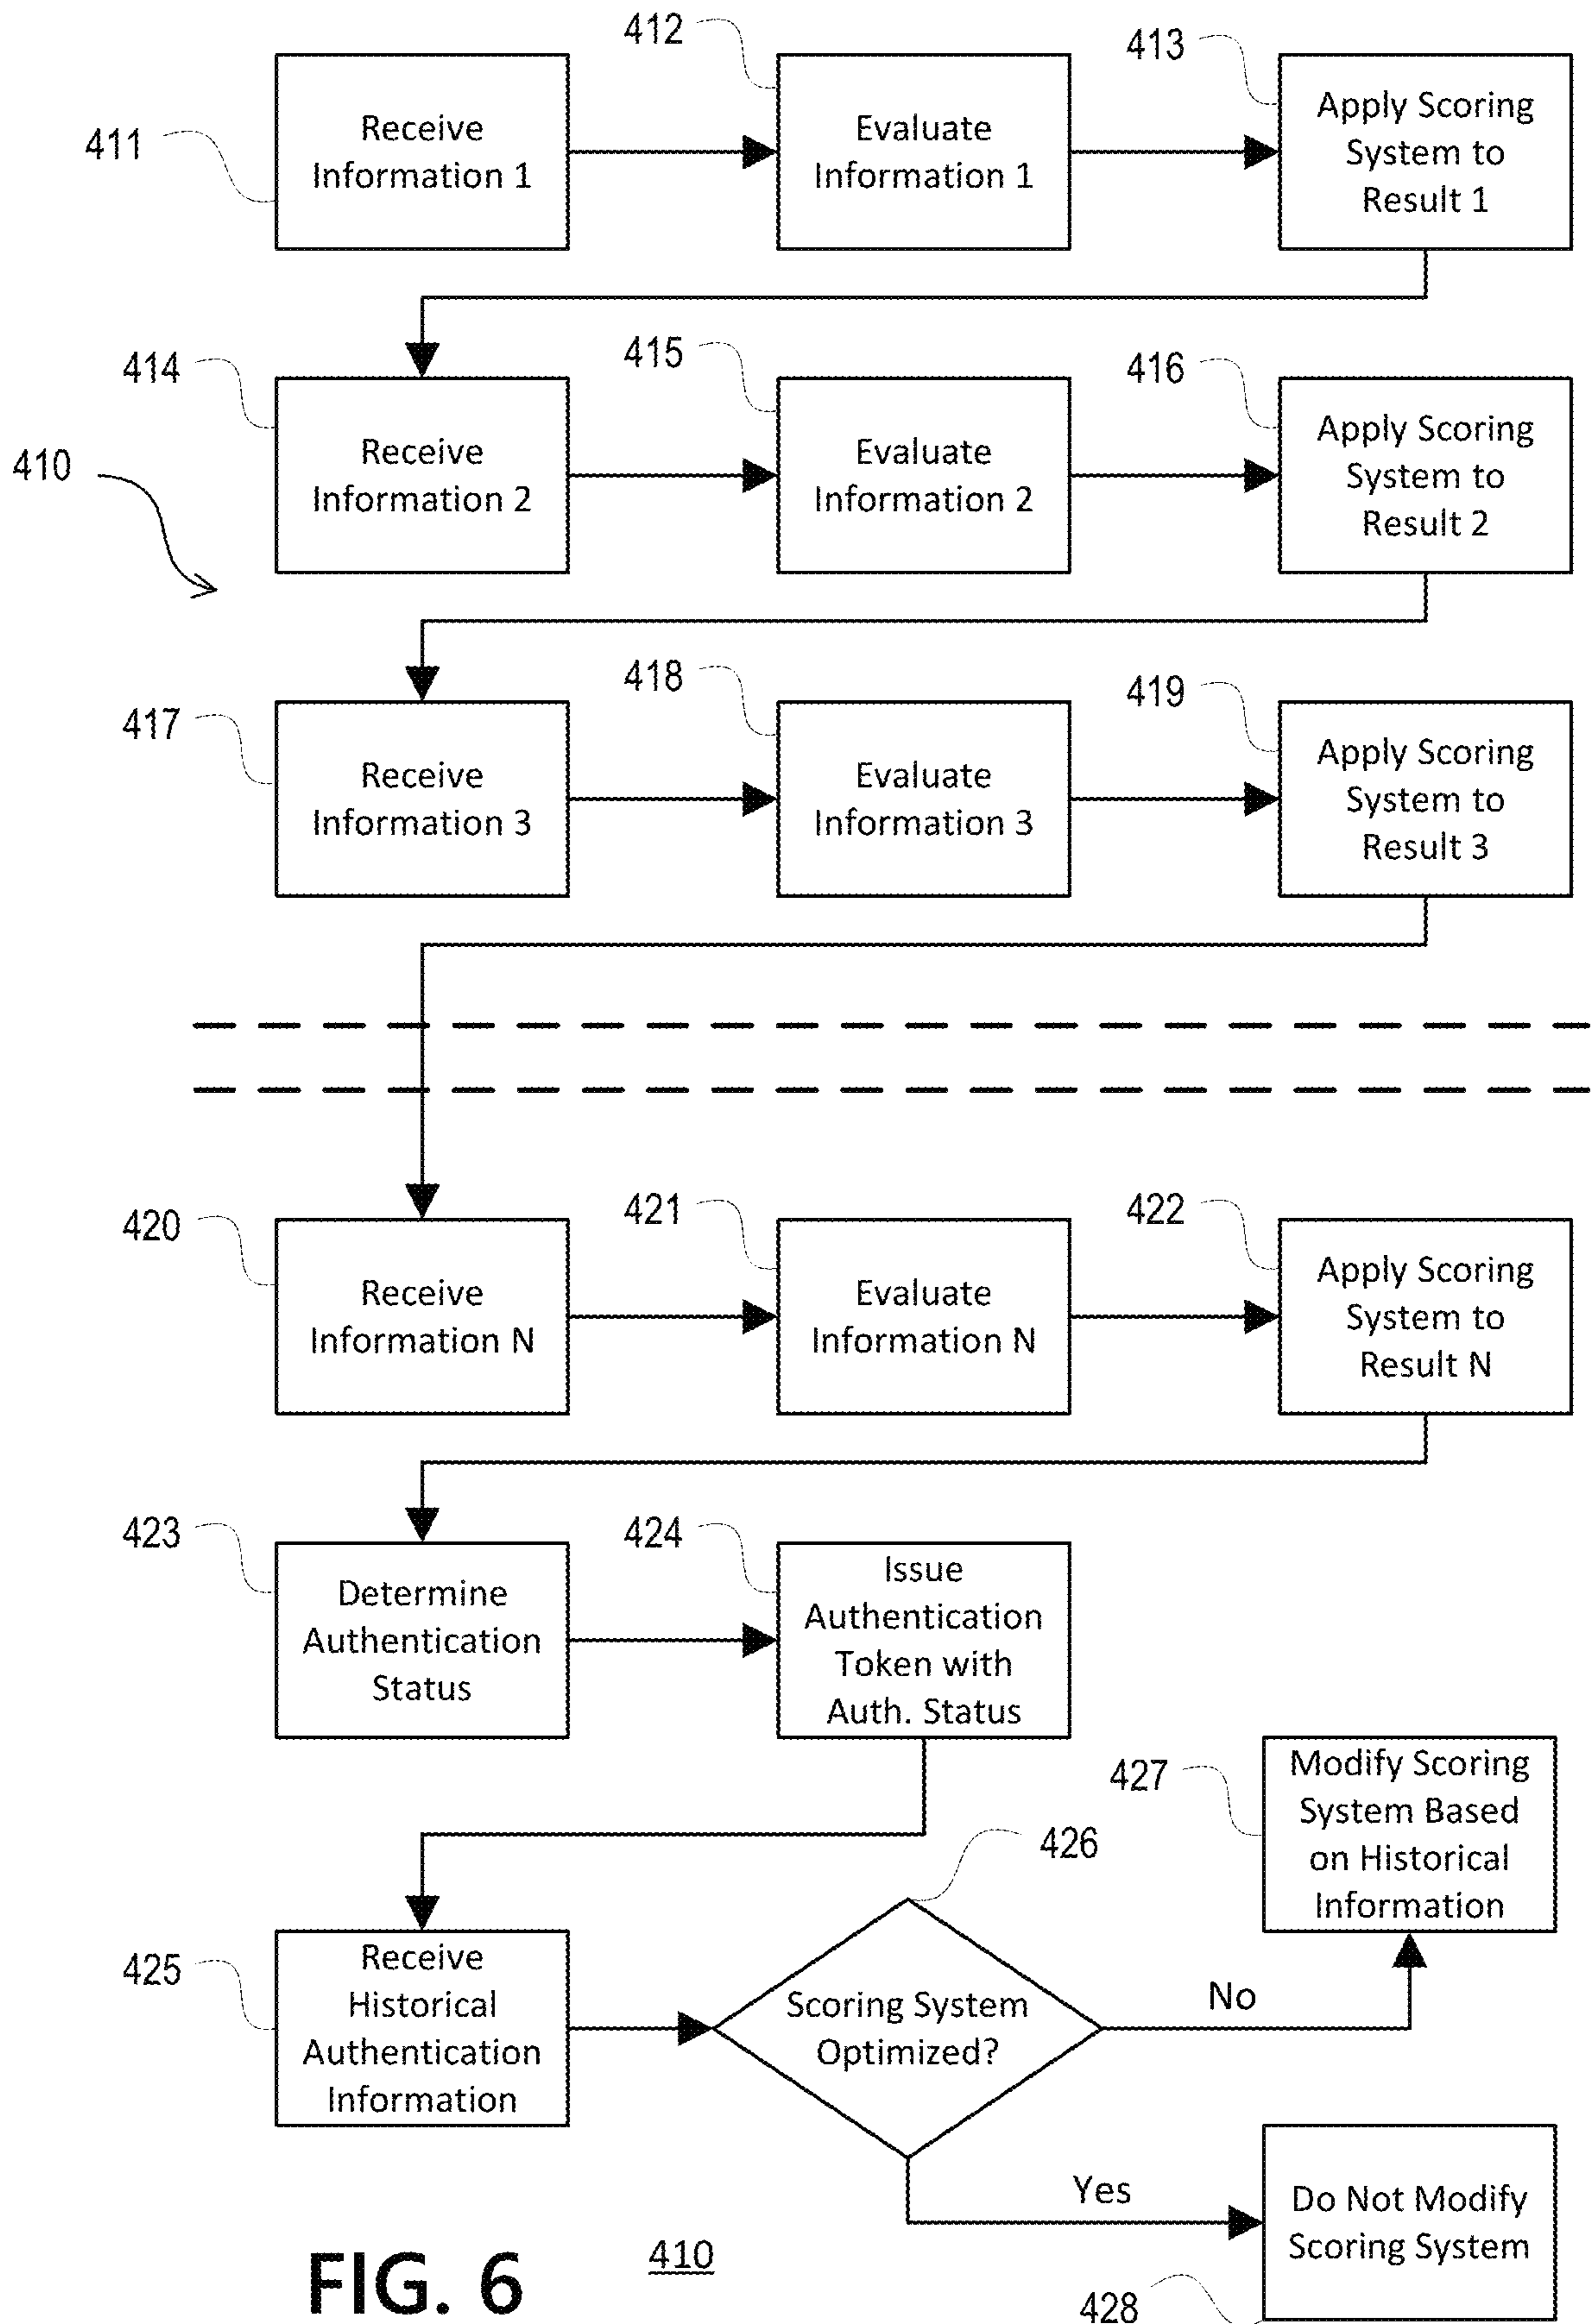 412
413
411
Receive
Information 1
Evaluate
Information 1
Apply Scoring
System to
Result 1
414
415
416
410
Receive
Information 2
Evaluate
Information 2
Apply Scoring
System to
Result 2
417
418
419
Receive
Information 3
Evaluate
Information 3
Apply Scoring
System to
Result 3
420
421
422
Receive
Information N
Evaluate
Information N
Apply Scoring
System to
Result N
423
424
Determine
Authentication
Status
Issue
Authentication
Token with
Auth. Status
427
Modify Scoring
System Based
on Historical
Information
426
425
Receive
Historical
Authentication
Information
Scoring System
Optimized?
No
Yes
Do Not Modify
Scoring System
428
FIG. 6
410